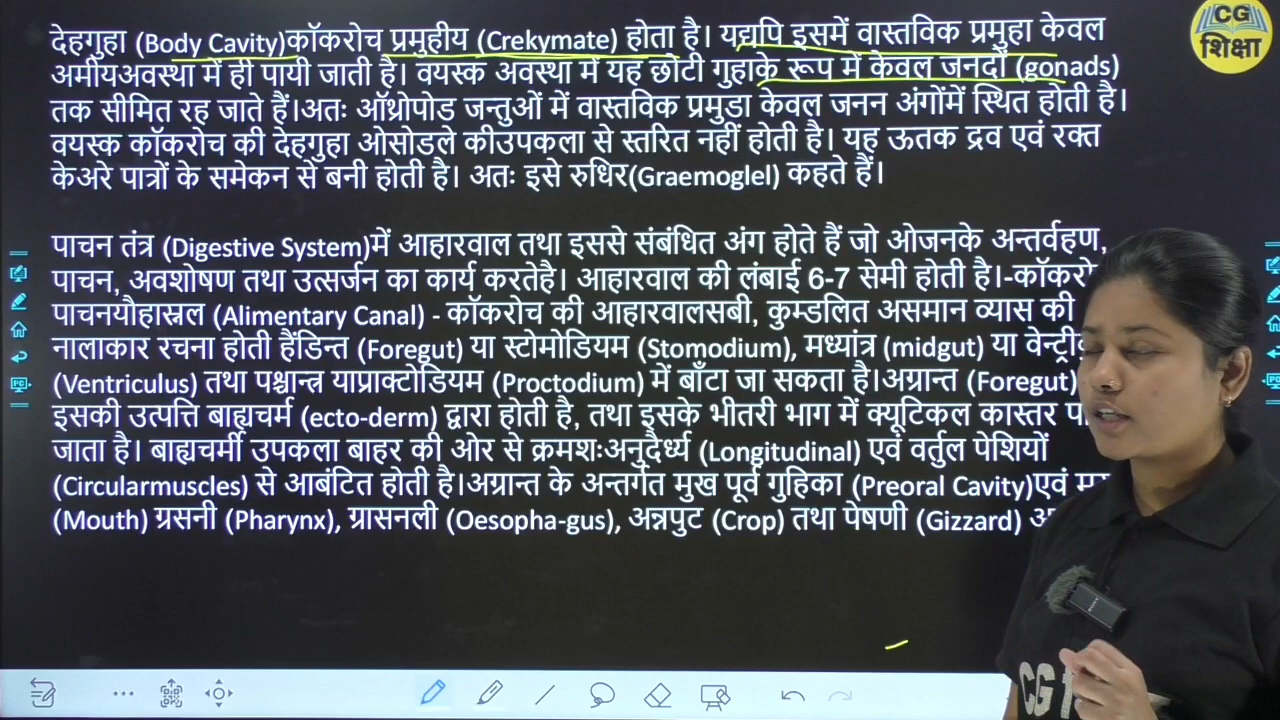 CG
शिक्षा
देहगुहा (Body Cavity)कॉकरोच प्रमुहीय (Crekymate) होता है। यद्यपि इसमें वास्तविक प्रमुहा केवल
अमीयअवस्था में ही पायी जाती है। वयस्क अवस्था में यह छोटी गुहाके रूप में केवल जनदों (gonads)
तक सीमित रह जाते हैं।अतः ऑथ्रोपोड जन्तुओं में वास्तविक प्रमुडा केवल जनन अंगोंमें स्थित होती है।
वयस्क कॉकरोच की देहगुहा ओसोडले कीउपकला से स्तरित नहीं होती है। यह ऊतक द्रव एवं रक्त
केअरे पात्रों के समेकन से बनी होती है। अतः इसे रुधिर(Graemoglel) कहते हैं।
पाचन तंत्र (Digestive System)में आहारवाल तथा इससे संबंधित अंग होते हैं जो ओजनके अन्तर्वहण,
पाचन, अवशोषण तथा उत्सर्जन का कार्य करतेहै। आहारवाल की लंबाई 6-7 सेमी होती है।-कॉकरो
पाचनयौहास्नल (Alimentary Canal) - कॉकरोच की आहारवालसबी, कुम्डलित असमान व्यास की
नालाकार रचना होती हैंडिन्त (Foregut) या स्टोमोडियम (Stomodium), मध्यांत्र (midgut) या
(Ventriculus) तथा पश्चान्त्र याप्राक्टोडियम (Proctodium) में बाँटा जा सकता है।अग्रान्त (Foregut)
इसकी उत्पत्ति बाह्यचर्म (ecto-derm) द्वारा होती है, तथा इसके भीतरी भाग में क्यूटिकल कास्तर
जाता है। बाह्यचर्मी उपकला बाहर की ओर से क्रमशःअनुदैर्ध्य (Longitudinal) एवं वर्तुल पेशियों
(Circularmuscles) से आबंटित होती है।अग्रान्त के अन्तर्गत मुख पूर्व गुहिका (Preoral Cavity)एवं
(Mouth) ग्रसनी (Pharynx), ग्रासनली (Oesopha-gus), अन्नपुट (Crop) तथा पेषणी (Gizzard)
CG